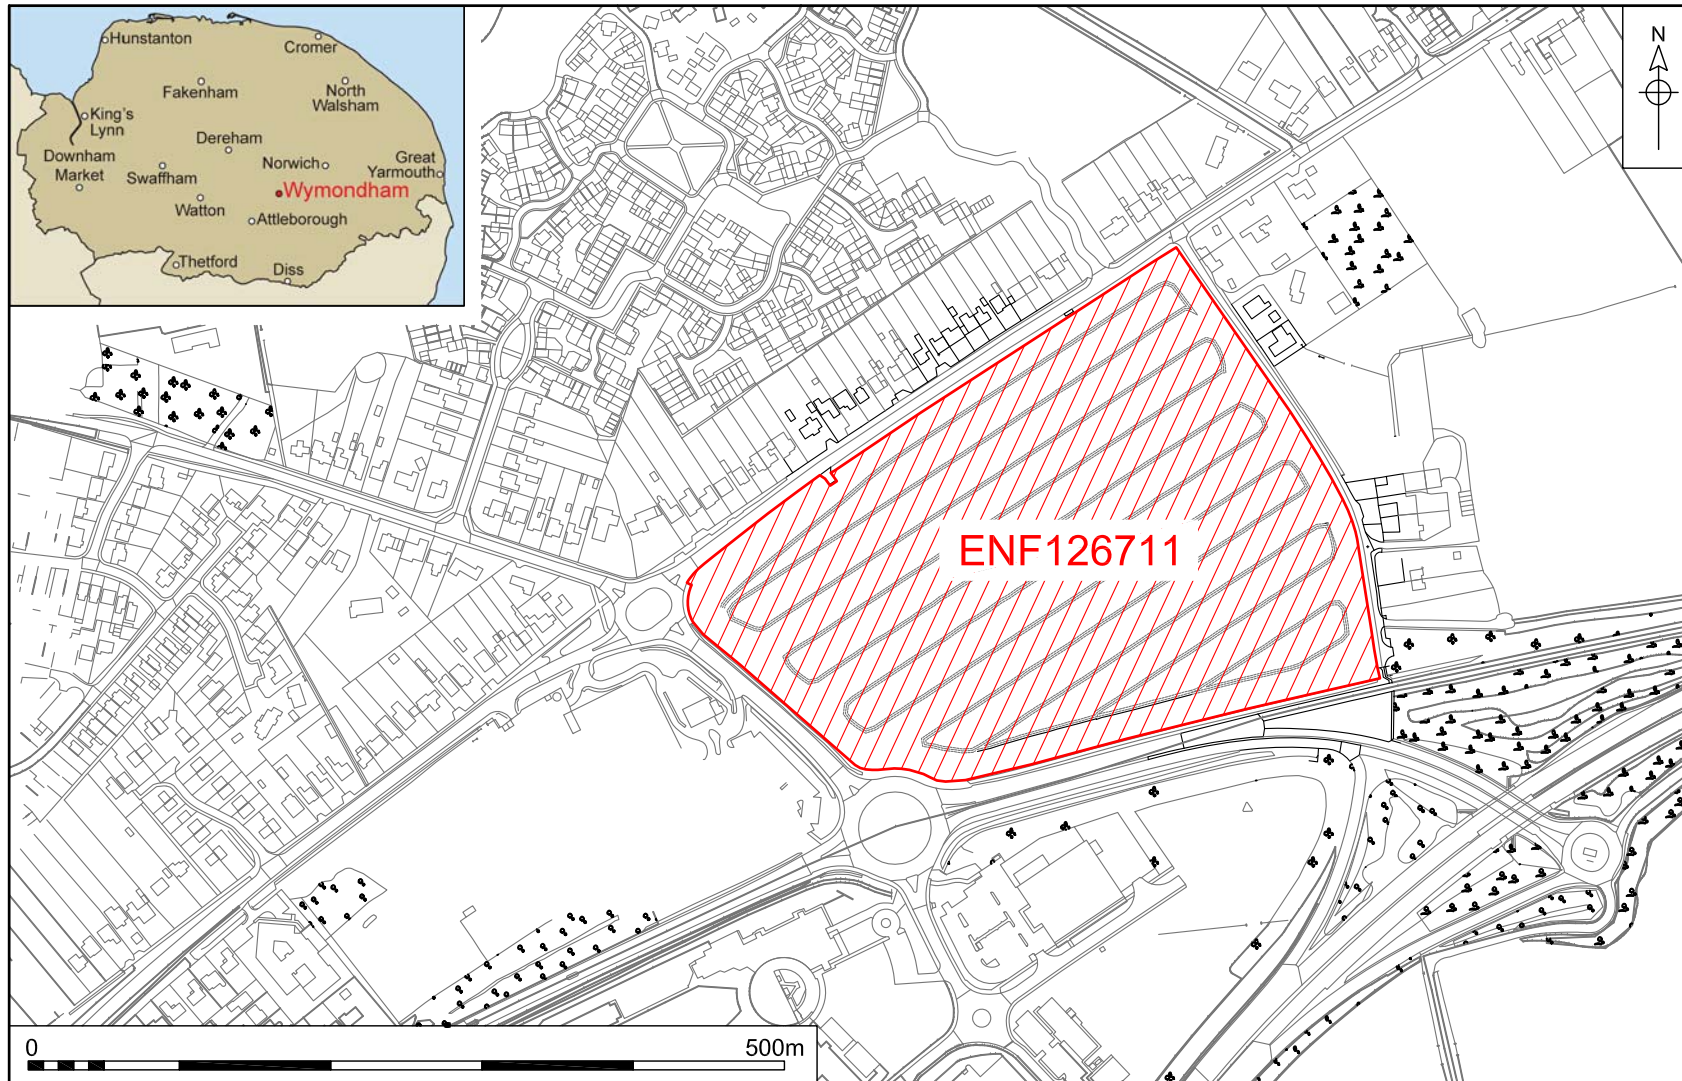 Hunstanton
Cromer
Fakenham
North
Walsham
King's
Lynn
Dereham
Downham
Market
Swaffham
Norwich
Great
Yarmouth
Wymondham
Watton
Attleborough
Thetford
Diss
N
ENF126711
0
500m